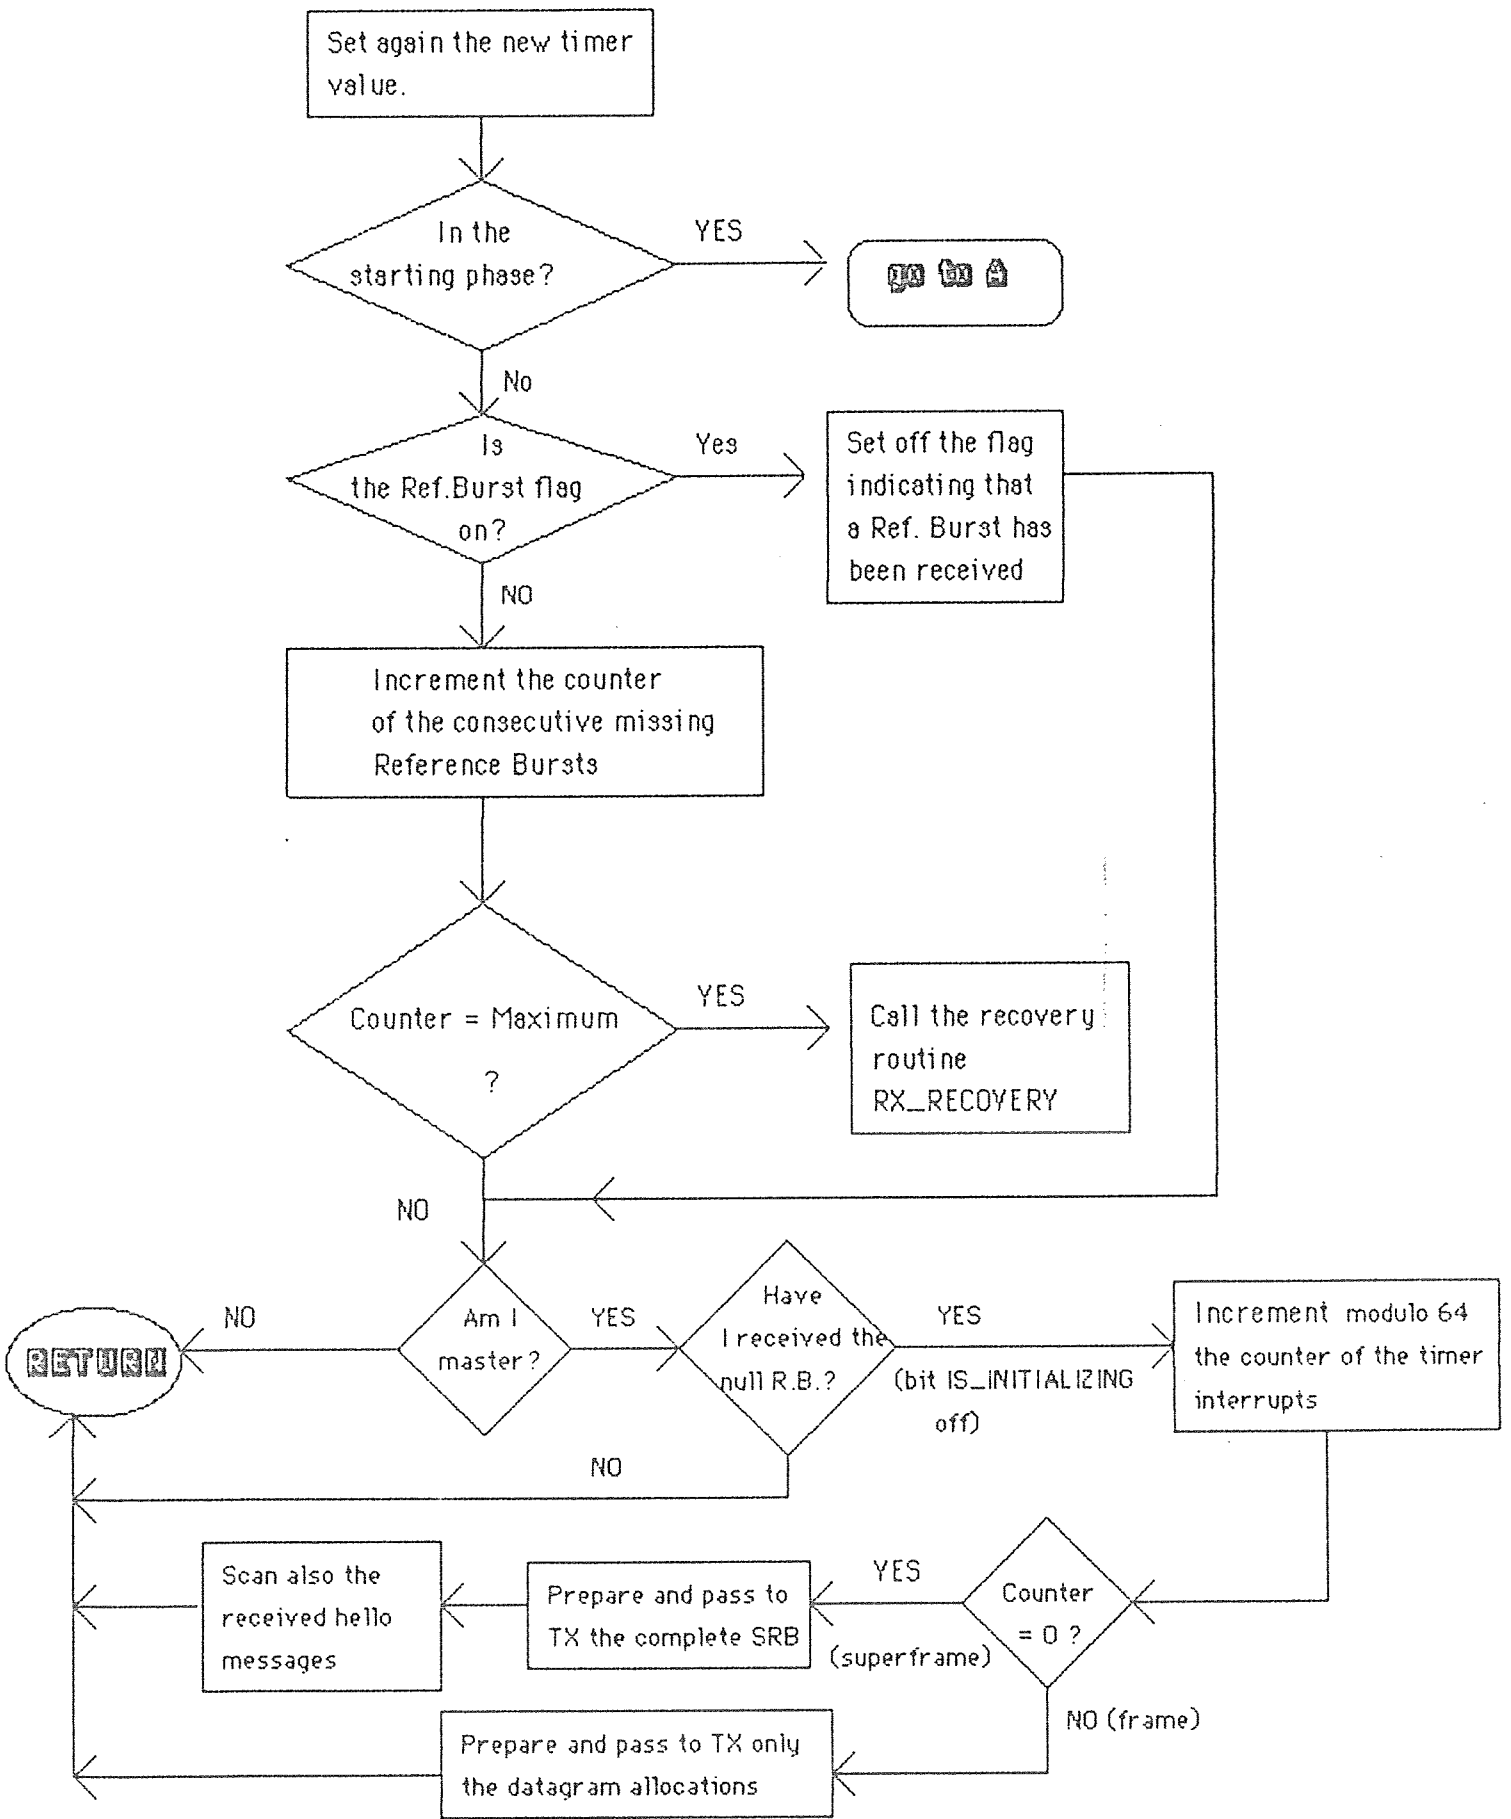 Set again the new timer
value.
In the
starting phase?
YES
go to A
No
Is
the Ref.Burst flag
on?
Yes
Set off the flag
indicating that
a Ref. Burst has
been received
NO
Increment the counter
of the consecutive missing
Reference Bursts
Counter = Maximum
?
YES
Call the recovery
routine
RX_RECOVERY
NO
Am I
master?
NO
RETURN
YES
Have
I received the
null R.B.?
YES
(bit IS_INITIALIZING
off)
Increment modulo 64
the counter of the timer
interrupts
NO
Counter
= 0 ?
YES
(superframe)
Prepare and pass to
TX the complete SRB
Scan also the
received hello
messages
NO (frame)
Prepare and pass to TX only
the datagram allocations